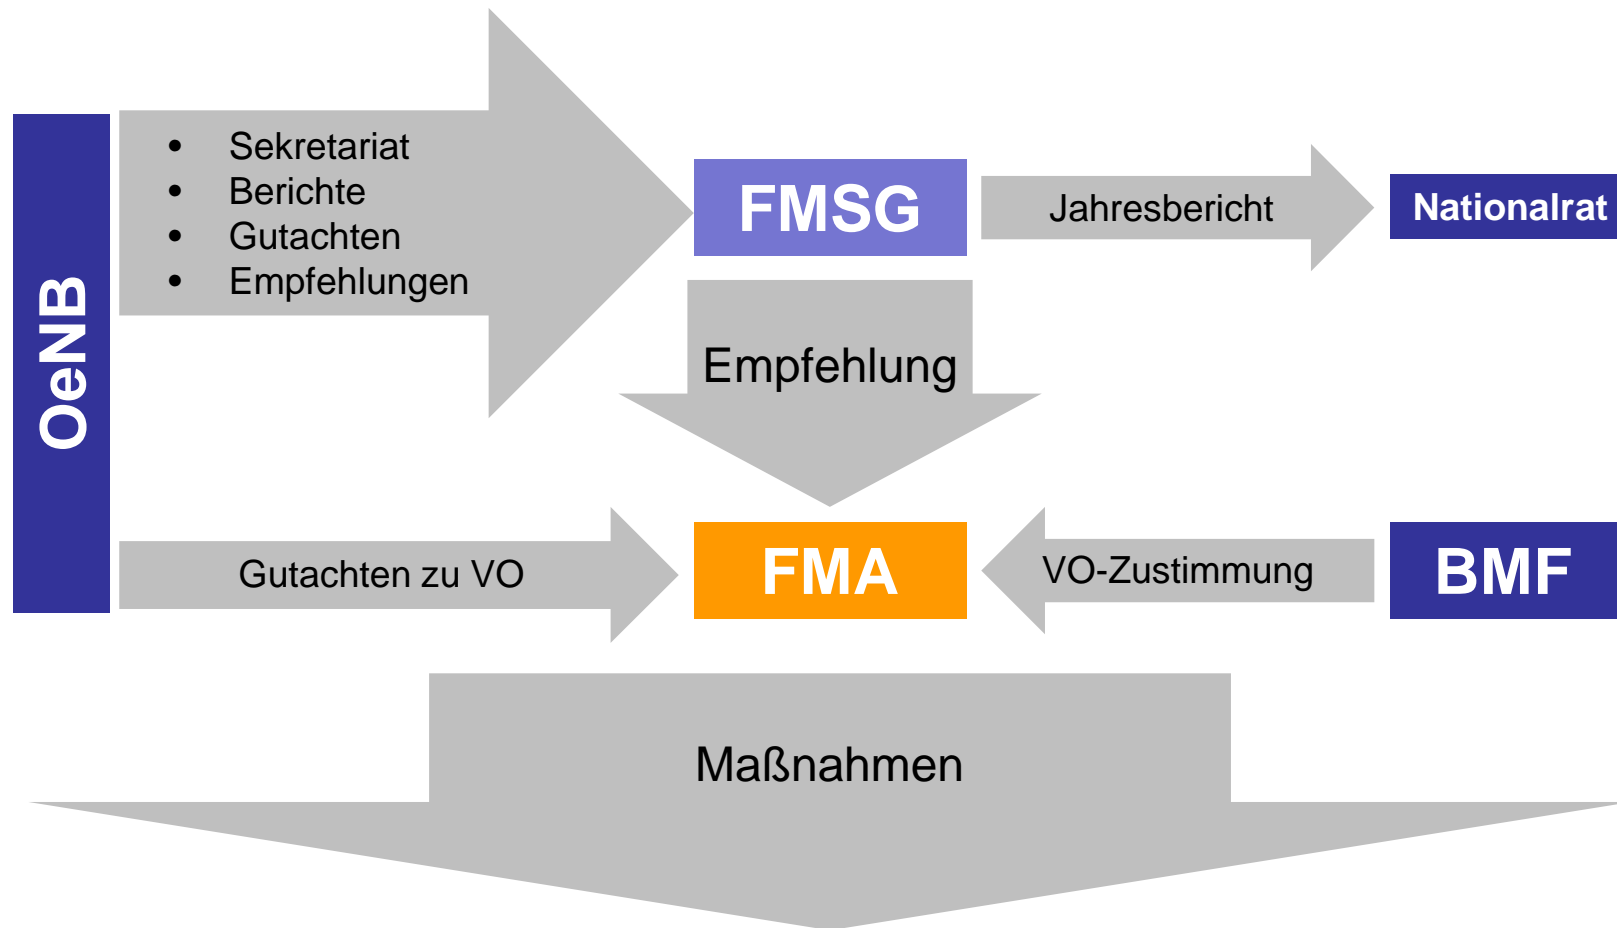 OeNB
• Sekretariat
• Berichte
• Gutachten
• Empfehlungen
FMSG
Jahresbericht
Nationalrat
Empfehlung
Gutachten zu VO
FMA
VO-Zustimmung
BMF
Maßnahmen